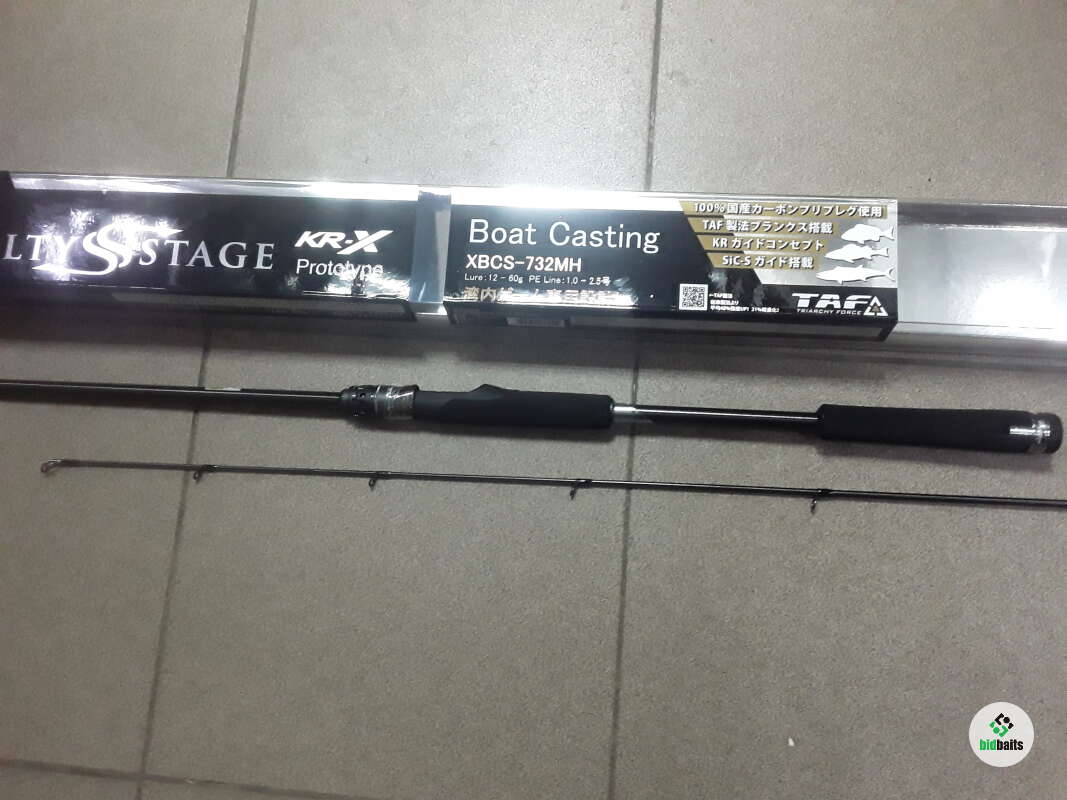 LTY SS STAGE
KR-X
Prototype
Boat Casting
XBCS-732MH
Lure:12-60g PE Line:1.0-2.5号
100%国産カーボンプリプレグ使用
TAF製法ブランクス搭載
KRガイドコンセプト
SiC-Sガイド搭載
TAF
TRIARCHY FORCE
bidbaits